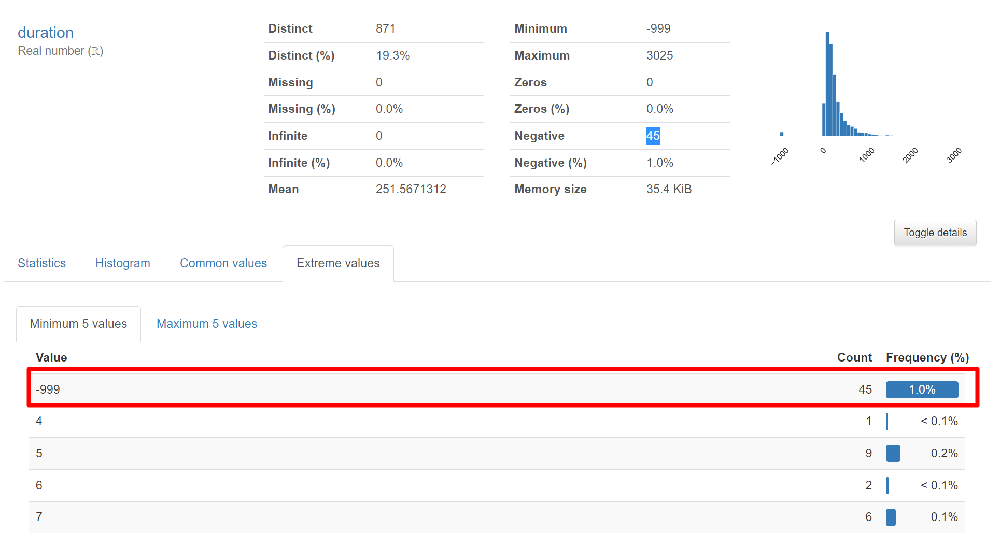 duration
Real number (ℝ)
Distinct 871
Distinct (%) 19.3%
Missing 0
Missing (%) 0.0%
Infinite 0
Infinite (%) 0.0%
Mean 251.5671312
Minimum -999
Maximum 3025
Zeros 0
Zeros (%) 0.0%
Negative 45
Negative (%) 1.0%
Memory size 35.4 KiB
−1000 0 1000 2000 3000
Toggle details
Statistics Histogram Common values Extreme values
Minimum 5 values Maximum 5 values
Value Count Frequency (%)
-999 45 1.0%
4 1 < 0.1%
5 9 0.2%
6 2 < 0.1%
7 6 0.1%